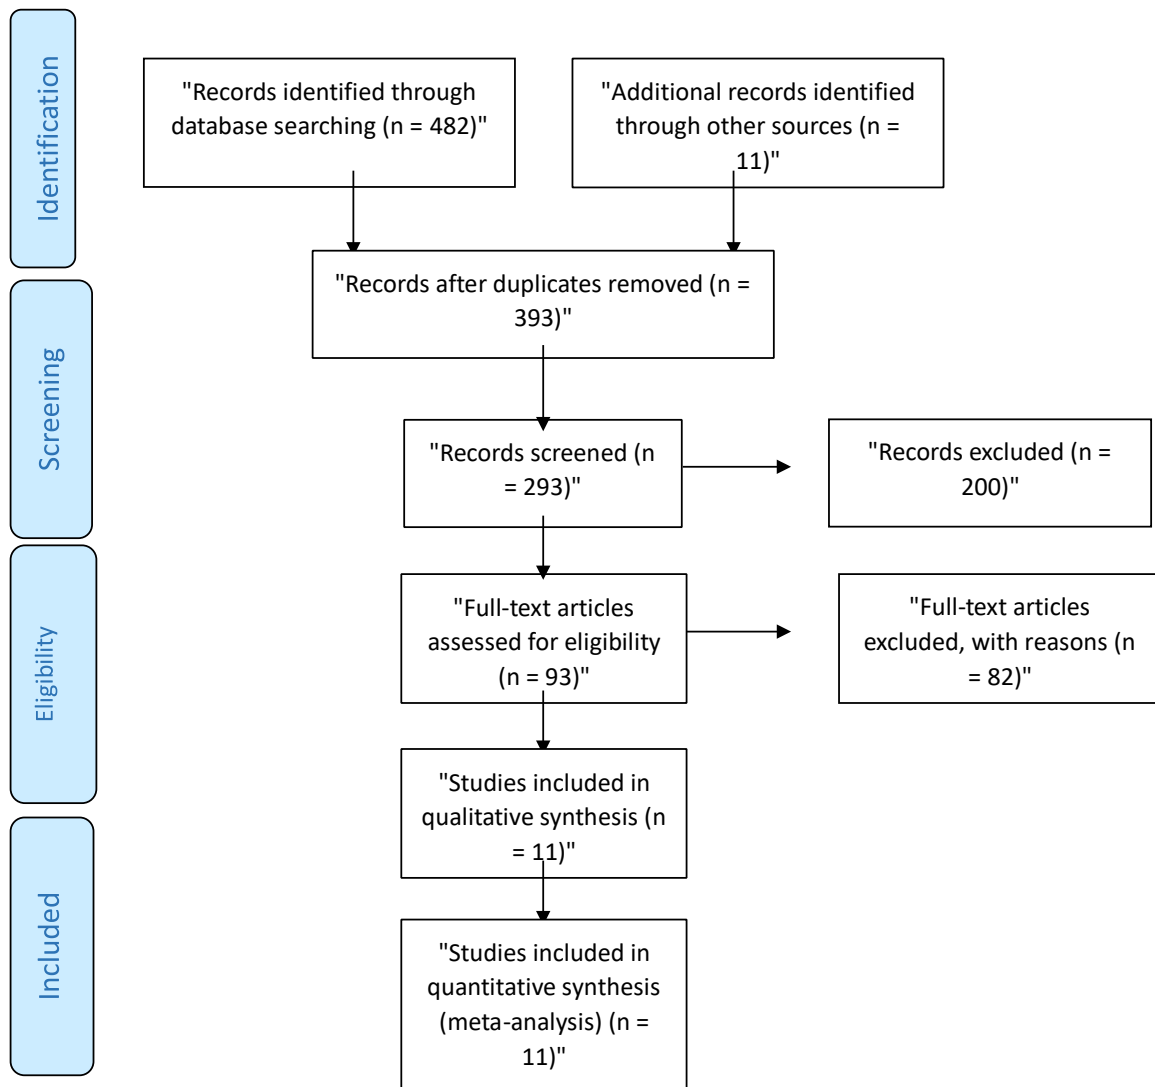 Identification
"Records identified through
database searching (n = 482)"
"Additional records identified
through other sources (n =
11)"
"Records after duplicates removed (n =
393)"
Screening
"Records screened (n
= 293)"
"Records excluded (n =
200)"
Eligibility
"Full-text articles
assessed for eligibility
(n = 93)"
"Full-text articles
excluded, with reasons (n
= 82)"
"Studies included in
qualitative synthesis (n
= 11)"
Included
"Studies included in
quantitative synthesis
(meta-analysis) (n =
11)"